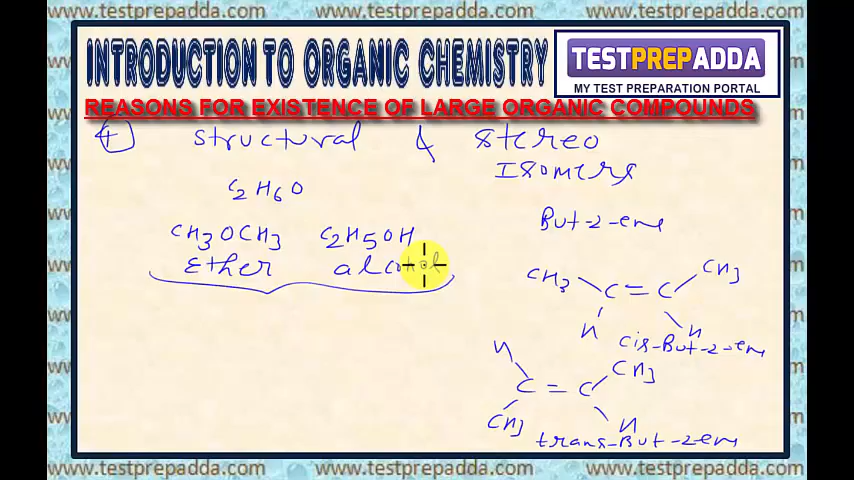 www.testprepadda.com www.testprepadda.com www.testprepadda.com
INTRODUCTION TO ORGANIC CHEMISTRY
TESTPREPADDA
MY TEST PREPARATION PORTAL
REASONS FOR EXISTENCE OF LARGE ORGANIC COMPOUNDS
4 structural & stereo
Isomers
C2H6O
CH3OCH3 C2H5OH
Ether alcohol
But-2-ene
CH3 CH3
C=C
H H
cis-But-2-ene
H CH3
C=C
CH3 H
trans-But-2-ene
www.testprepadda.com www.testprepadda.com www.testprepadda.com